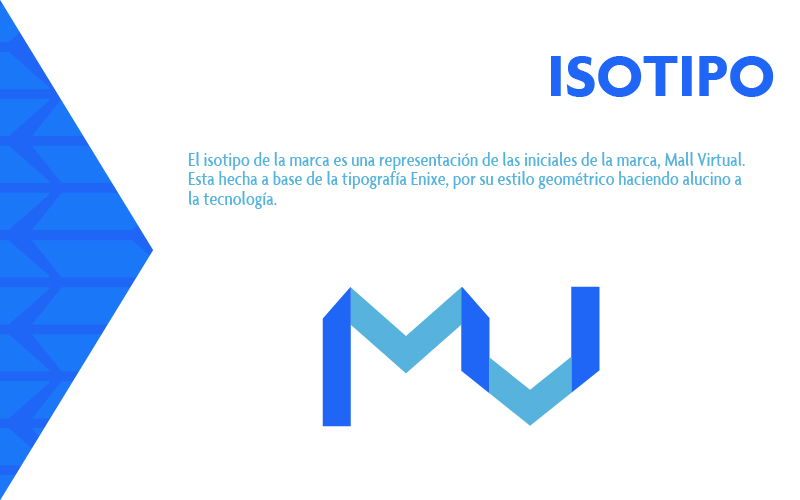 ISOTIPO
El isotipo de la marca es una representación de las iniciales de la marca, Mall Virtual.
Esta hecha a base de la tipografía Enixe, por su estilo geométrico haciendo alucino a
la tecnología.
MV